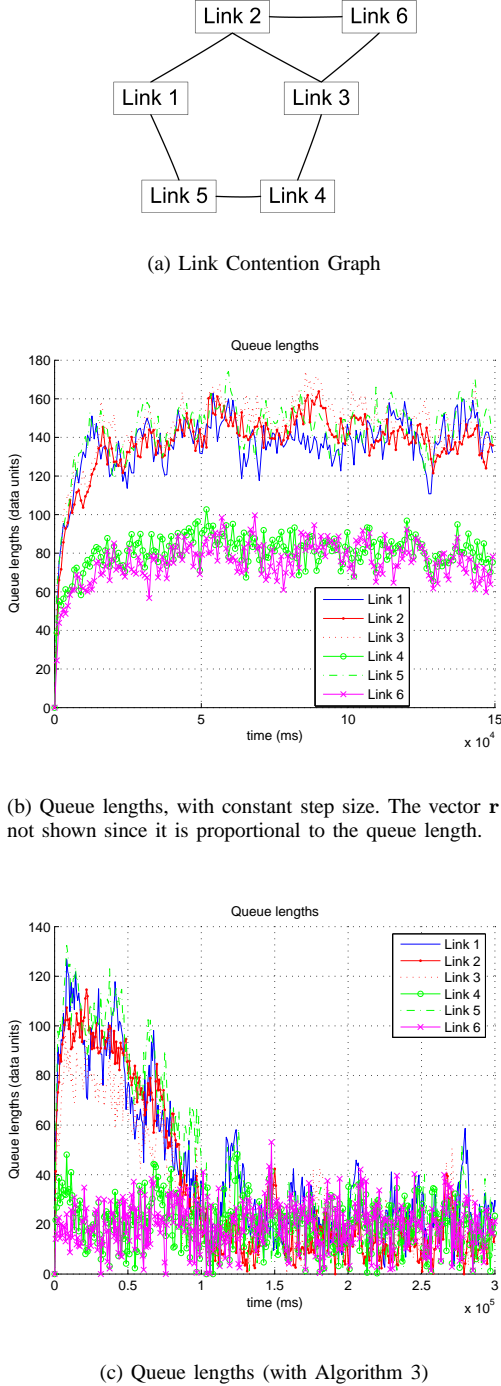 Link 2
Link 6
Link 1
Link 3
Link 5
Link 4
(a) Link Contention Graph
Queue lengths
180
160
140
120
100
80
60
40
20
0
Queue lengths (data units)
Link 1
Link 2
Link 3
Link 4
Link 5
Link 6
0
5
10
15
time (ms)
x 10^4
(b) Queue lengths, with constant step size. The vector r
not shown since it is proportional to the queue length.
Queue lengths
140
120
100
80
60
40
20
0
Queue lengths (data units)
Link 1
Link 2
Link 3
Link 4
Link 5
Link 6
0
0.5
1
1.5
2
2.5
3
time (ms)
x 10^5
(c) Queue lengths (with Algorithm 3)